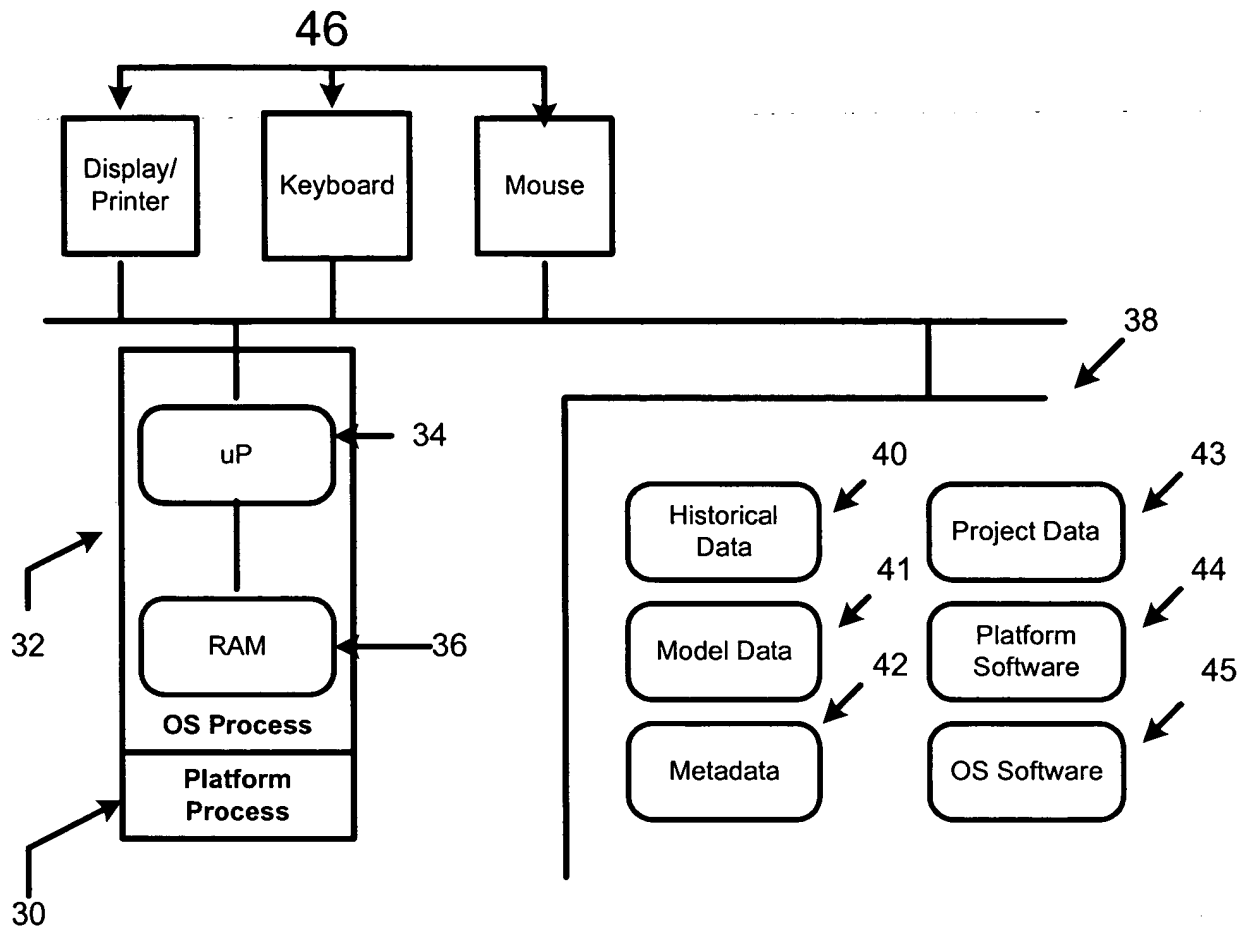 46
Display/
Printer
Keyboard
Mouse
38
uP
34
40
43
Historical
Data
Project Data
41
44
32
RAM
36
Model Data
42
Platform
Software
45
OS Process
Metadata
OS Software
Platform
Process
30